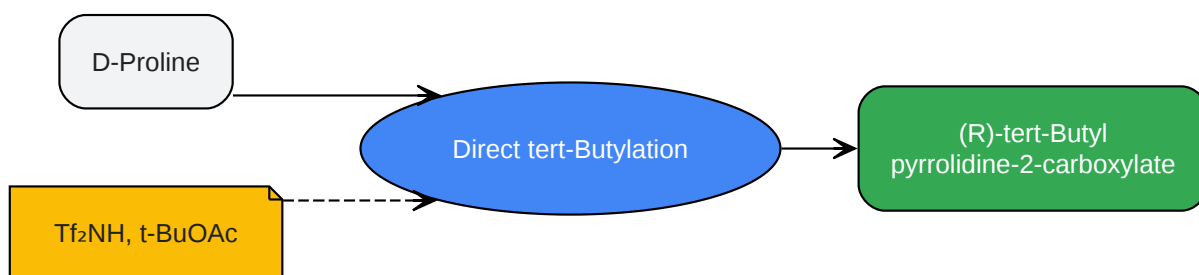 D-Proline
Direct tert-Butylation
(R)-tert-Butyl
pyrrolidine-2-carboxylate
Tf₂NH, t-BuOAc